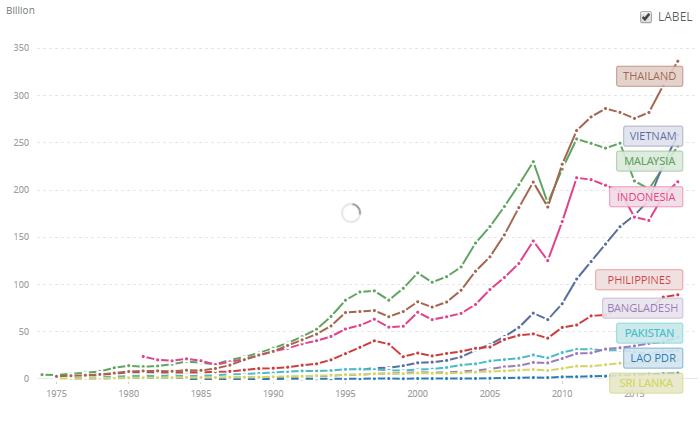 Billion
LABEL
350
THAILAND
300
VIETNAM
250
MALAYSIA
200
INDONESIA
150
PHILIPPINES
100
BANGLADESH
50
PAKISTAN
LAO PDR
0
SRI LANKA
1975
1980
1985
1990
1995
2000
2005
2010
2015